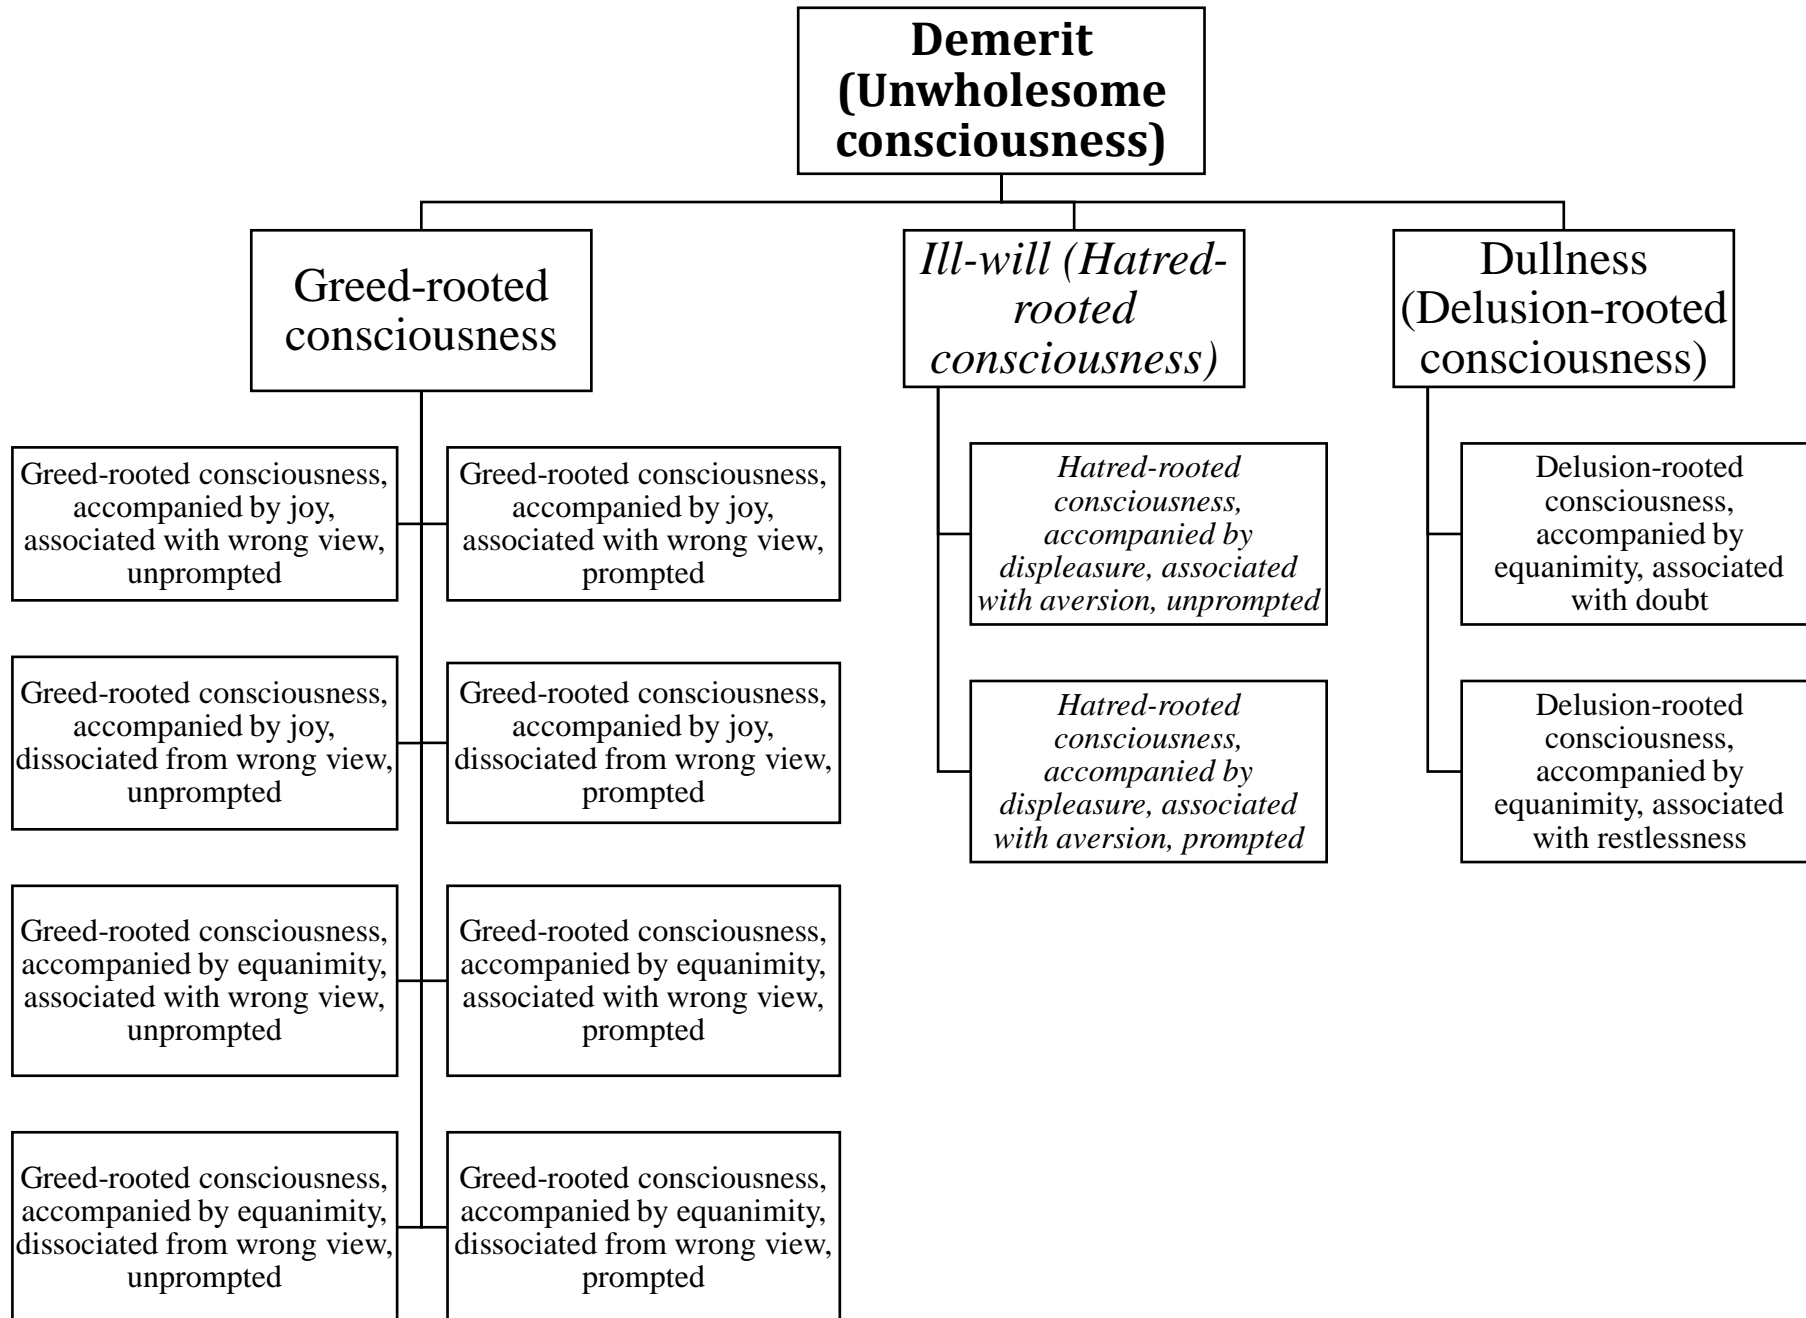 Demerit
(Unwholesome
consciousness)
Greed-rooted
consciousness
Ill-will (Hatred-
rooted
consciousness)
Dullness
(Delusion-rooted
consciousness)
Greed-rooted consciousness,
accompanied by joy,
associated with wrong view,
unprompted
Greed-rooted consciousness,
accompanied by joy,
associated with wrong view,
prompted
Greed-rooted consciousness,
accompanied by joy,
dissociated from wrong view,
unprompted
Greed-rooted consciousness,
accompanied by joy,
dissociated from wrong view,
prompted
Greed-rooted consciousness,
accompanied by equanimity,
associated with wrong view,
unprompted
Greed-rooted consciousness,
accompanied by equanimity,
associated with wrong view,
prompted
Greed-rooted consciousness,
accompanied by equanimity,
dissociated from wrong view,
unprompted
Greed-rooted consciousness,
accompanied by equanimity,
dissociated from wrong view,
prompted
Hatred-rooted
consciousness,
accompanied by
displeasure, associated
with aversion, unprompted
Hatred-rooted
consciousness,
accompanied by
displeasure, associated
with aversion, prompted
Delusion-rooted
consciousness,
accompanied by
equanimity, associated
with doubt
Delusion-rooted
consciousness,
accompanied by
equanimity, associated
with restlessness